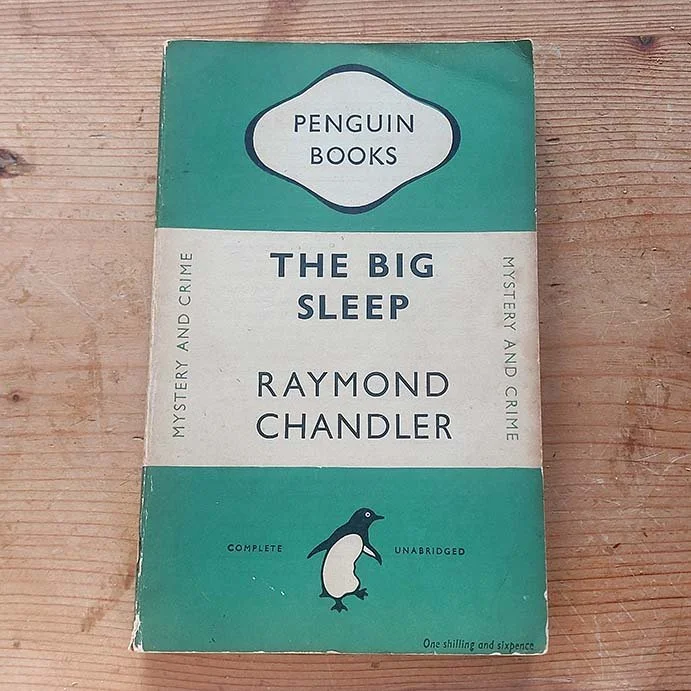 PENGUIN
BOOKS
THE BIG
SLEEP
MYSTERY AND CRIME
MYSTERY AND CRIME
RAYMOND
CHANDLER
COMPLETE
UNABRIDGED
One shilling and sixpence